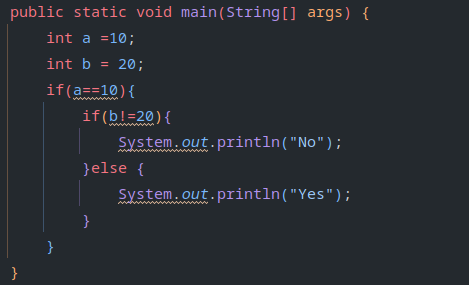 public static void main(String[] args) {
    int a =10;
    int b = 20;
    if(a==10){
        if(b!=20){
            System.out.println("No");
        }else {
            System.out.println("Yes");
        }
    }
}